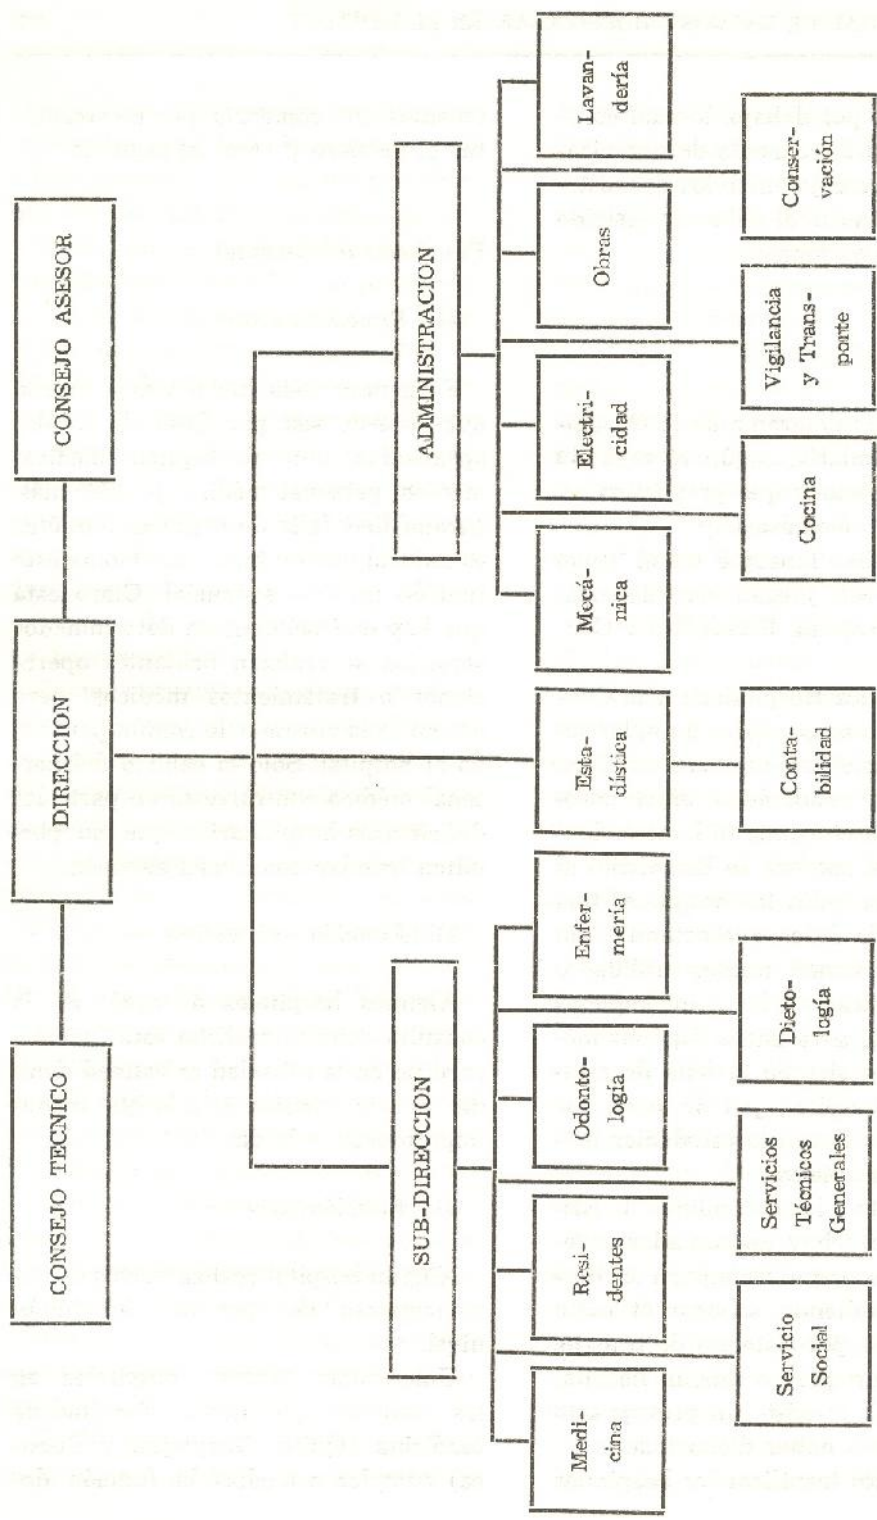 CONSEJO TECNICO
DIRECCION
CONSEJO ASESOR
SUB-DIRECCION
ADMINISTRACION
Medi-
cina
Resi-
dentes
Odonto-
logía
Enfer-
mería
Esta-
dística
Mecá-
nica
Electri-
cidad
Obras
Lavan-
dería
Servicio
Social
Servicios
Técnicos
Generales
Dieto-
logía
Conta-
bilidad
Cocina
Vigilancia
y Trans-
porte
Conser-
vación